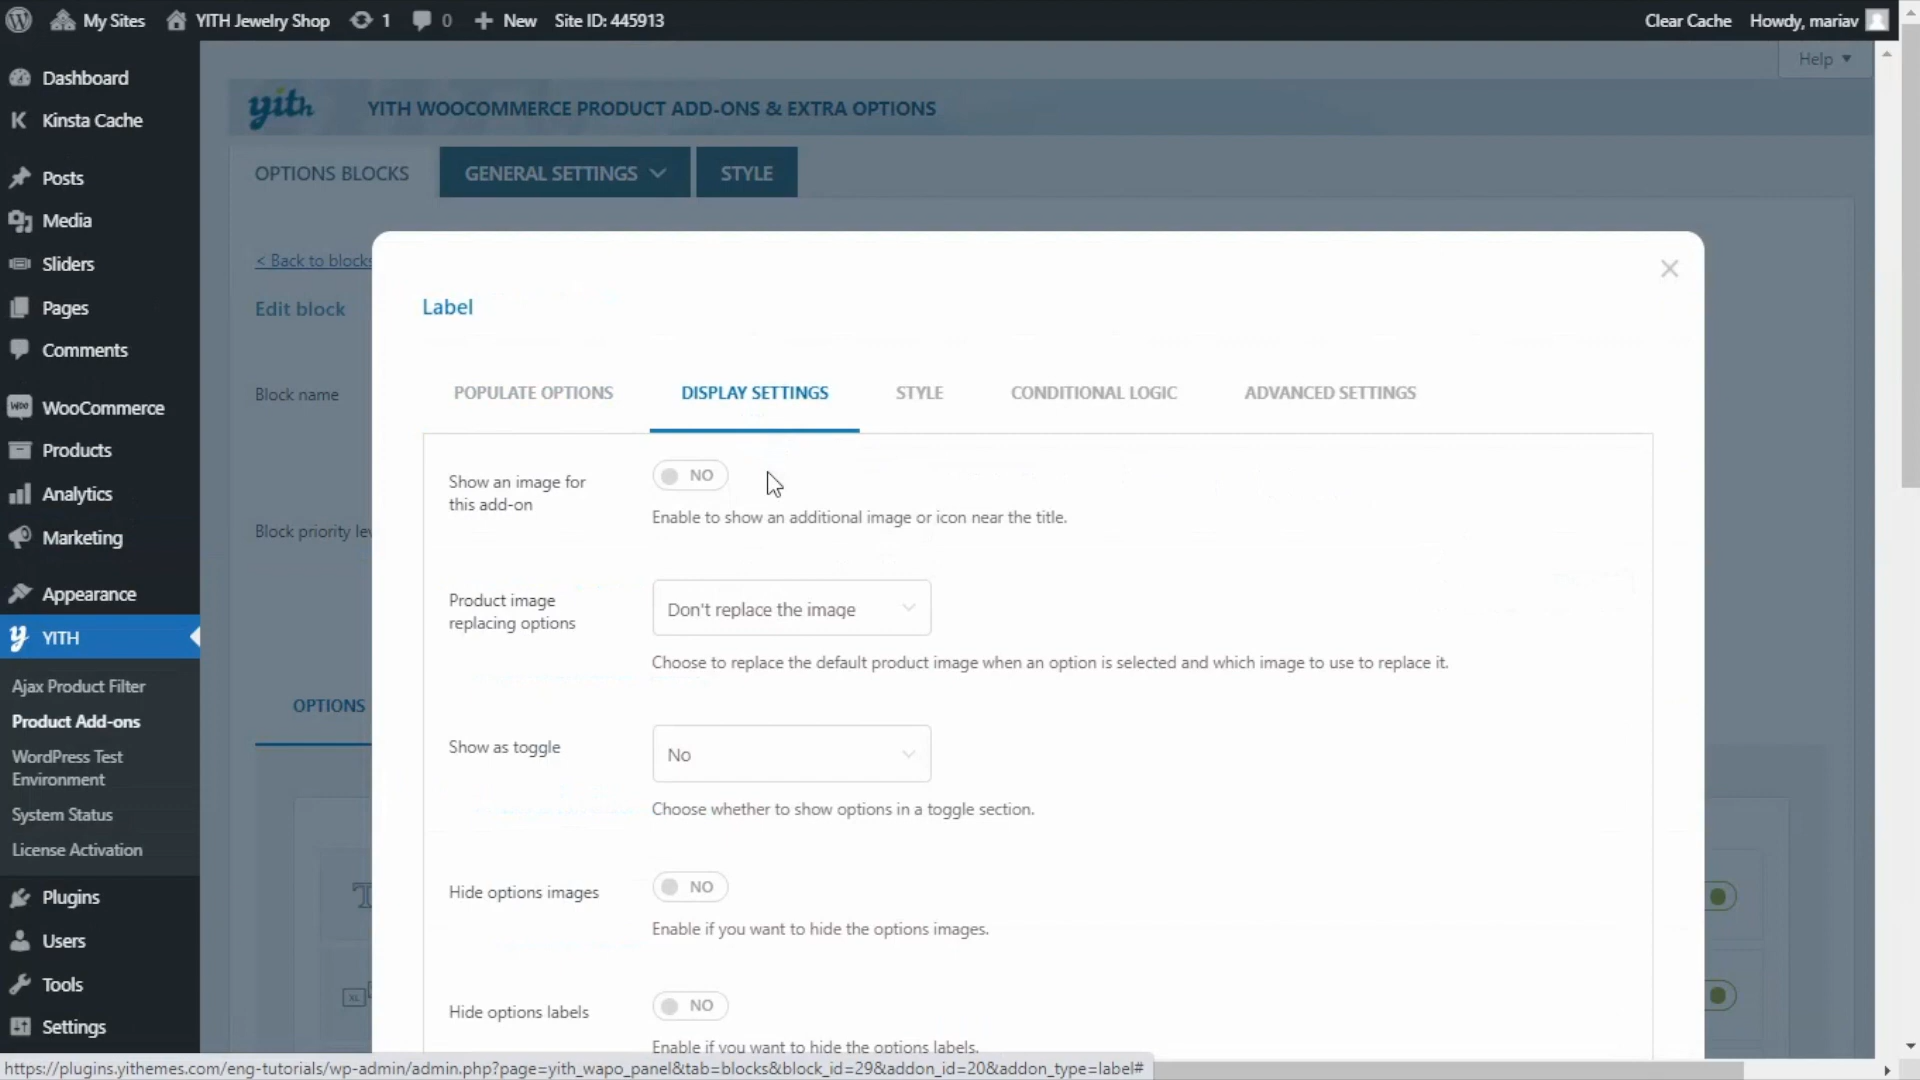 My Sites
YITH Jewelry Shop
1
0
New
Site ID: 445913
Clear Cache
Howdy, mariav
Dashboard
Kinsta Cache
Posts
Media
Sliders
Pages
Comments
WooCommerce
Products
Analytics
Marketing
Appearance
YITH
Ajax Product Filter
Product Add-ons
WordPress Test
Environment
System Status
License Activation
Plugins
Users
Tools
Settings
Help
yith
YITH WOOCOMMERCE PRODUCT ADD-ONS & EXTRA OPTIONS
OPTIONS BLOCKS
GENERAL SETTINGS
STYLE
< Back to blocks
Edit block
Block name
Block priority lev
OPTIONS
Label
POPULATE OPTIONS
DISPLAY SETTINGS
STYLE
CONDITIONAL LOGIC
ADVANCED SETTINGS
Show an image for
this add-on
NO
Enable to show an additional image or icon near the title.
Product image
replacing options
Don't replace the image
Choose to replace the default product image when an option is selected and which image to use to replace it.
Show as toggle
No
Choose whether to show options in a toggle section.
Hide options images
NO
Enable if you want to hide the options images.
Hide options labels
NO
Enable if you want to hide the options labels.
https://plugins.yithemes.com/eng-tutorials/wp-admin/admin.php?page=yith_wapo_panel&tab=blocks&block_id=29&addon_id=20&addon_type=label#